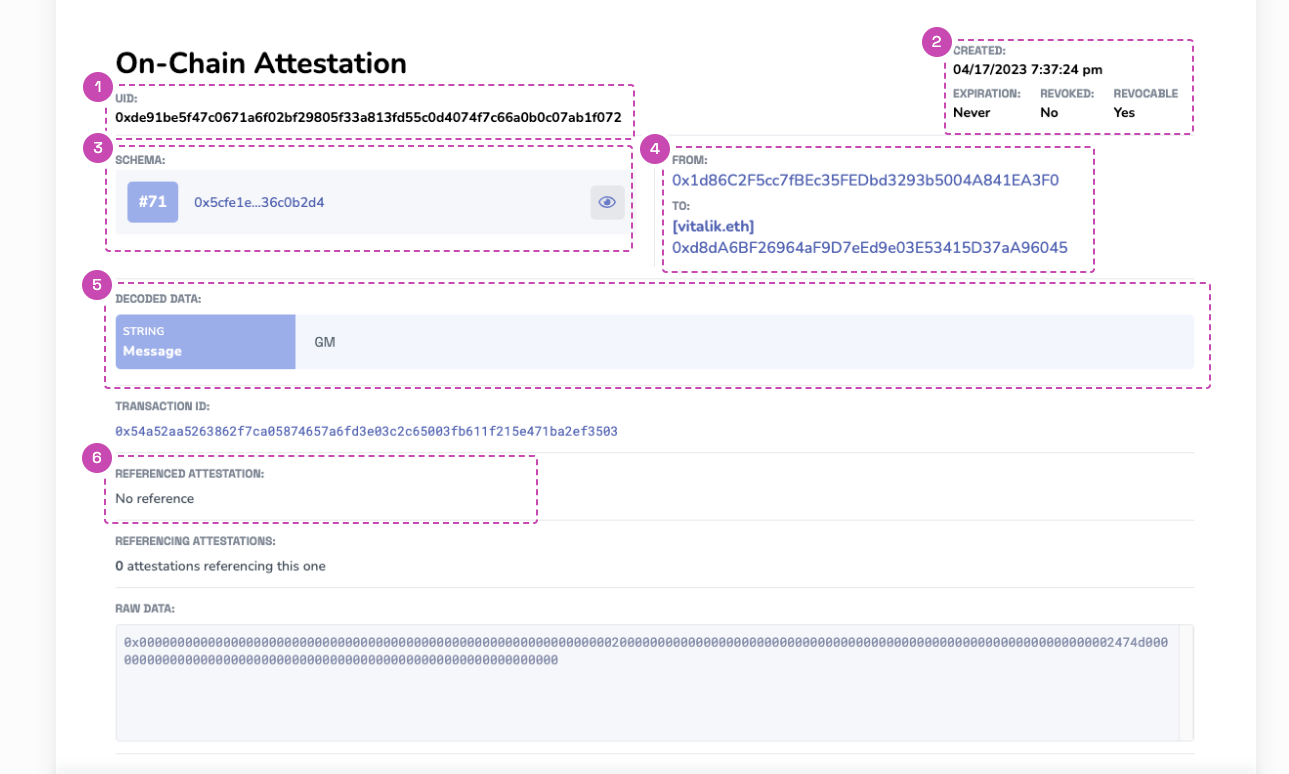 On-Chain Attestation
1
UID:
0xde91be5f47c0671a6f02bf29805f33a813fd55c0d4074f7c66a0b0c07ab1f072
2
CREATED:
04/17/2023 7:37:24 pm
EXPIRATION: REVOKED: REVOCABLE
Never No Yes
3
SCHEMA:
#71 0x5cfe1e...36c0b2d4
4
FROM:
0x1d86C2F5cc7fBEc35FEDbd3293b5004A841EA3F0
TO:
[vitalik.eth]
0xd8dA6BF26964aF9D7eEd9e03E53415D37aA96045
5
DECODED DATA:
STRING
Message GM
TRANSACTION ID:
0x54a52aa5263862f7ca05874657a6fd3e03c2c65003fb611f215e471ba2ef3503
6
REFERENCED ATTESTATION:
No reference
REFERENCING ATTESTATIONS:
0 attestations referencing this one
RAW DATA:
0x00000000000000000000000000000000000000000000000000000000000000200000000000000000000000000000000000000000000000000000000000000002474d000
000000000000000000000000000000000000000000000000000000000